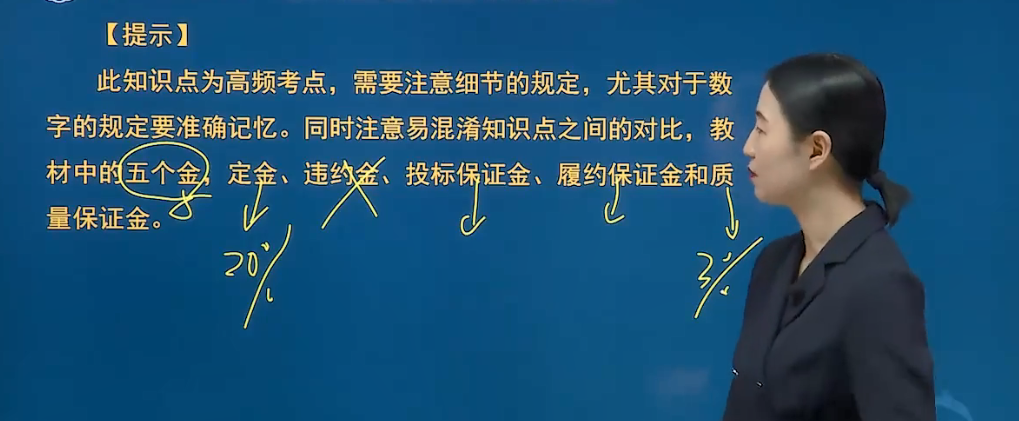 【提示】
此知识点为高频考点，需要注意细节的规定，尤其对于数
字的规定要准确记忆。同时注意易混淆知识点之间的对比，教
材中的五个金，定金、违约金、投标保证金、履约保证金和质
量保证金。
20% 3%